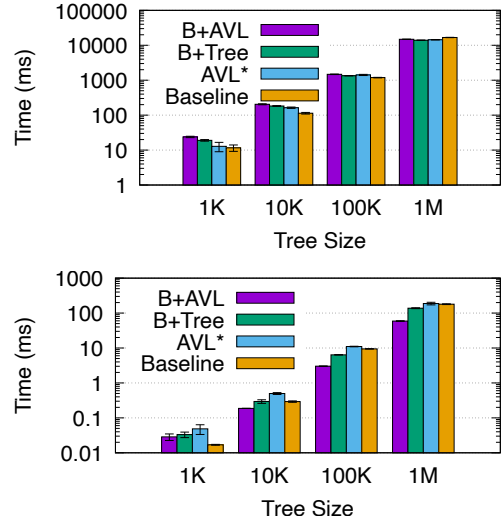 100000
10000
1000
100
10
1
Time (ms)
B+AVL
B+Tree
AVL*
Baseline
1K 10K 100K 1M
Tree Size
1000
100
10
1
0.1
0.01
Time (ms)
B+AVL
B+Tree
AVL*
Baseline
1K 10K 100K 1M
Tree Size